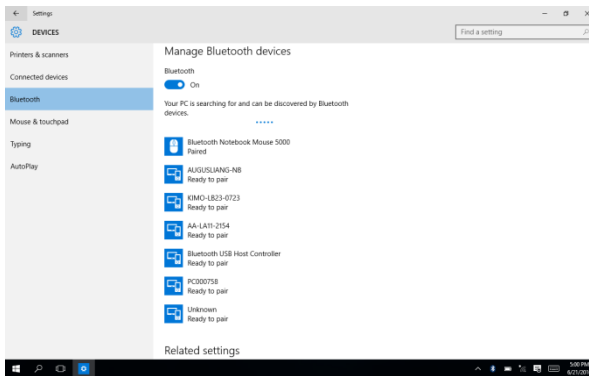 Settings
DEVICES
Find a setting
Printers & scanners
Connected devices
Bluetooth
Mouse & touchpad
Typing
AutoPlay
Manage Bluetooth devices
Bluetooth
On
Your PC is searching for and can be discovered by Bluetooth
devices.
Bluetooth Notebook Mouse 5000
Paired
AUGUSLIANG-NB
Ready to pair
KIMO-LB23-0723
Ready to pair
AA-LA11-2154
Ready to pair
Bluetooth USB Host Controller
Ready to pair
PC000758
Ready to pair
Unknown
Ready to pair
Related settings
5:00 PM